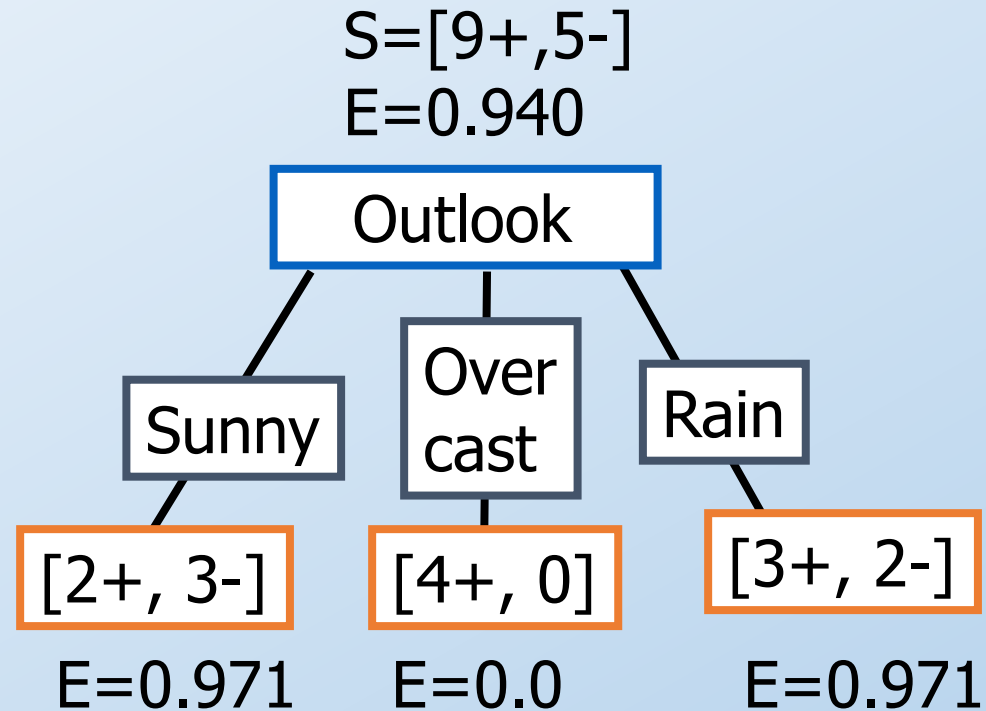 S=[9+,5-]
E=0.940
Outlook
Sunny
Over
cast
Rain
[2+, 3-]
[4+, 0]
[3+, 2-]
E=0.971
E=0.0
E=0.971